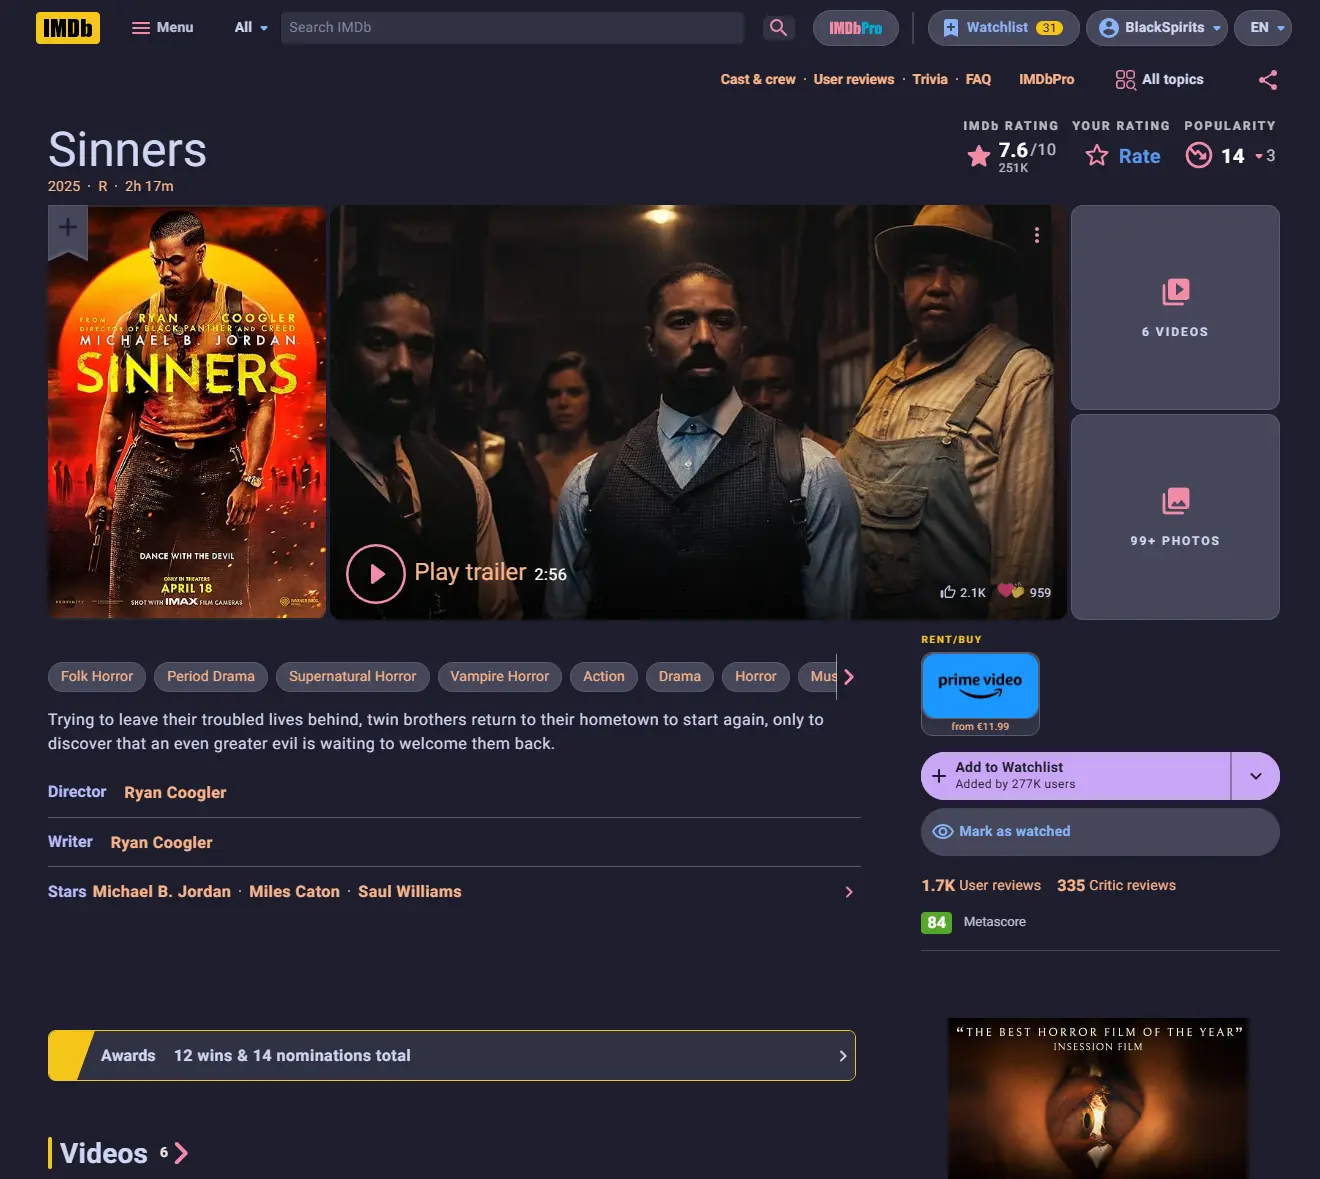 IMDb
Menu
All
Search IMDb
IMDbPro
Watchlist 31
BlackSpirits
EN
Cast & crew · User reviews · Trivia · FAQ
IMDbPro
All topics
Sinners
2025 · R · 2h 17m
IMDb RATING
7.6/10
251K
YOUR RATING
Rate
POPULARITY
14
3
FROM RYAN COOGLER
DIRECTOR OF BLACK PANTHER AND CREED
MICHAEL B. JORDAN
SINNERS
DANCE WITH THE DEVIL
ONLY IN THEATERS
APRIL 18
SHOT WITH IMAX FILM CAMERAS
Play trailer 2:56
2.1K
959
6 VIDEOS
99+ PHOTOS
Folk Horror
Period Drama
Supernatural Horror
Vampire Horror
Action
Drama
Horror
Mus
Trying to leave their troubled lives behind, twin brothers return to their hometown to start again, only to
discover that an even greater evil is waiting to welcome them back.
Director Ryan Coogler
Writer Ryan Coogler
Stars Michael B. Jordan · Miles Caton · Saul Williams
RENT/BUY
prime video
from €11.99
Add to Watchlist
Added by 277K users
Mark as watched
1.7K User reviews 335 Critic reviews
84 Metascore
Awards 12 wins & 14 nominations total
“THE BEST HORROR FILM OF THE YEAR”
INSESSION FILM
Videos 6